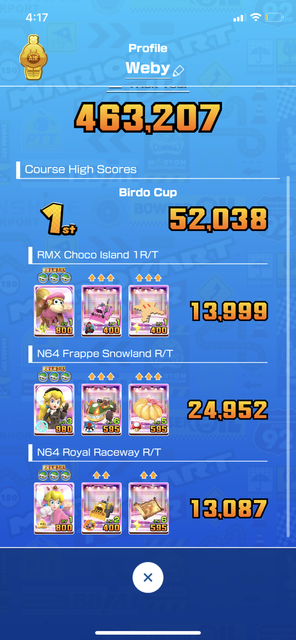 4:17
Profile
Weby
463,207
Course High Scores
Birdo Cup
1st
52,038
RMX Choco Island 1R/T
800
400
400
13,999
N64 Frappe Snowland R/T
980
595
595
24,952
N64 Royal Raceway R/T
800
400
400
13,087